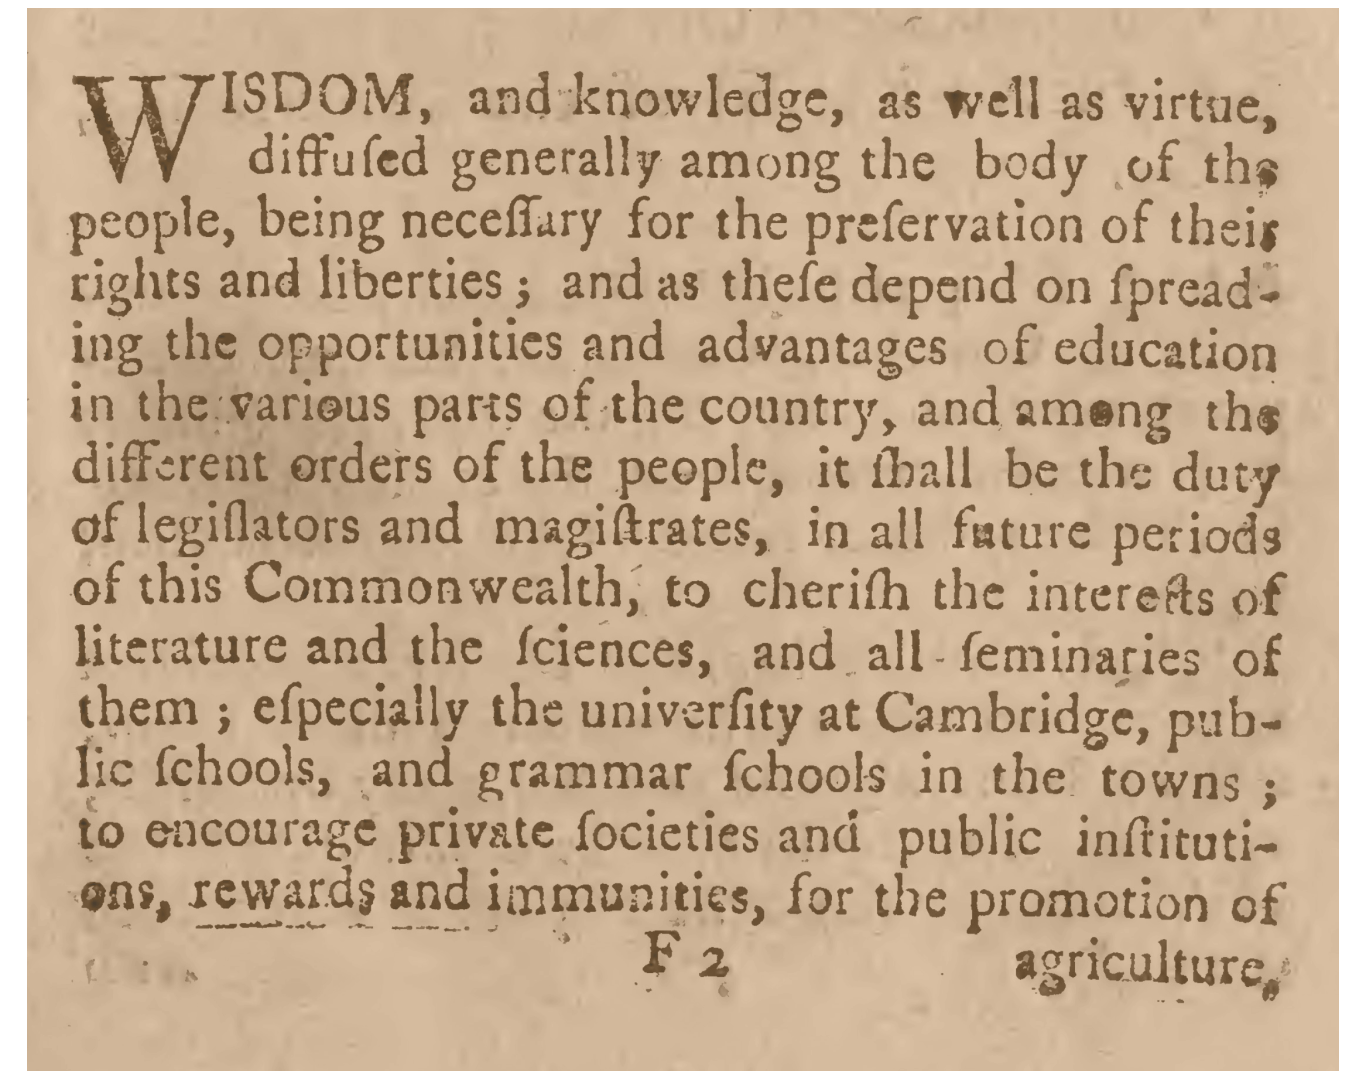 WISDOM, and knowledge, as well as virtue,
diffuſed generally among the body of the
people, being neceſſary for the preſervation of their
rights and liberties ; and as theſe depend on ſpread-
ing the opportunities and advantages of education
in the various parts of the country, and among the
different orders of the people, it ſhall be the duty
of legiſlators and magiſtrates, in all future periods
of this Commonwealth, to cheriſh the intereſts of
literature and the ſciences, and all ſeminaries of
them ; eſpecially the univerſity at Cambridge, pub-
lic ſchools, and grammar ſchools in the towns ;
to encourage private ſocieties and public inſtituti-
ons, rewards and immunities, for the promotion of
F 2 agriculture,